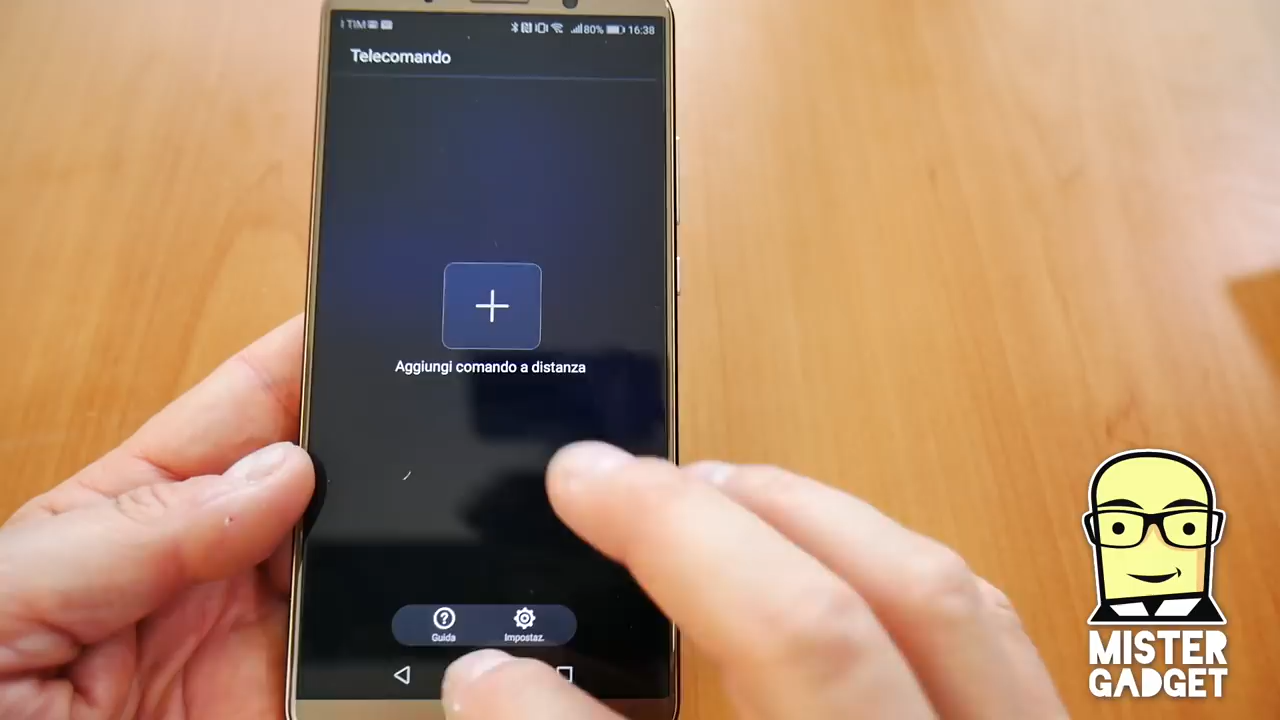 TIM 80% 16:38
Telecomando
Aggiungi comando a distanza
Guida Impostaz.
MISTER
GADGET